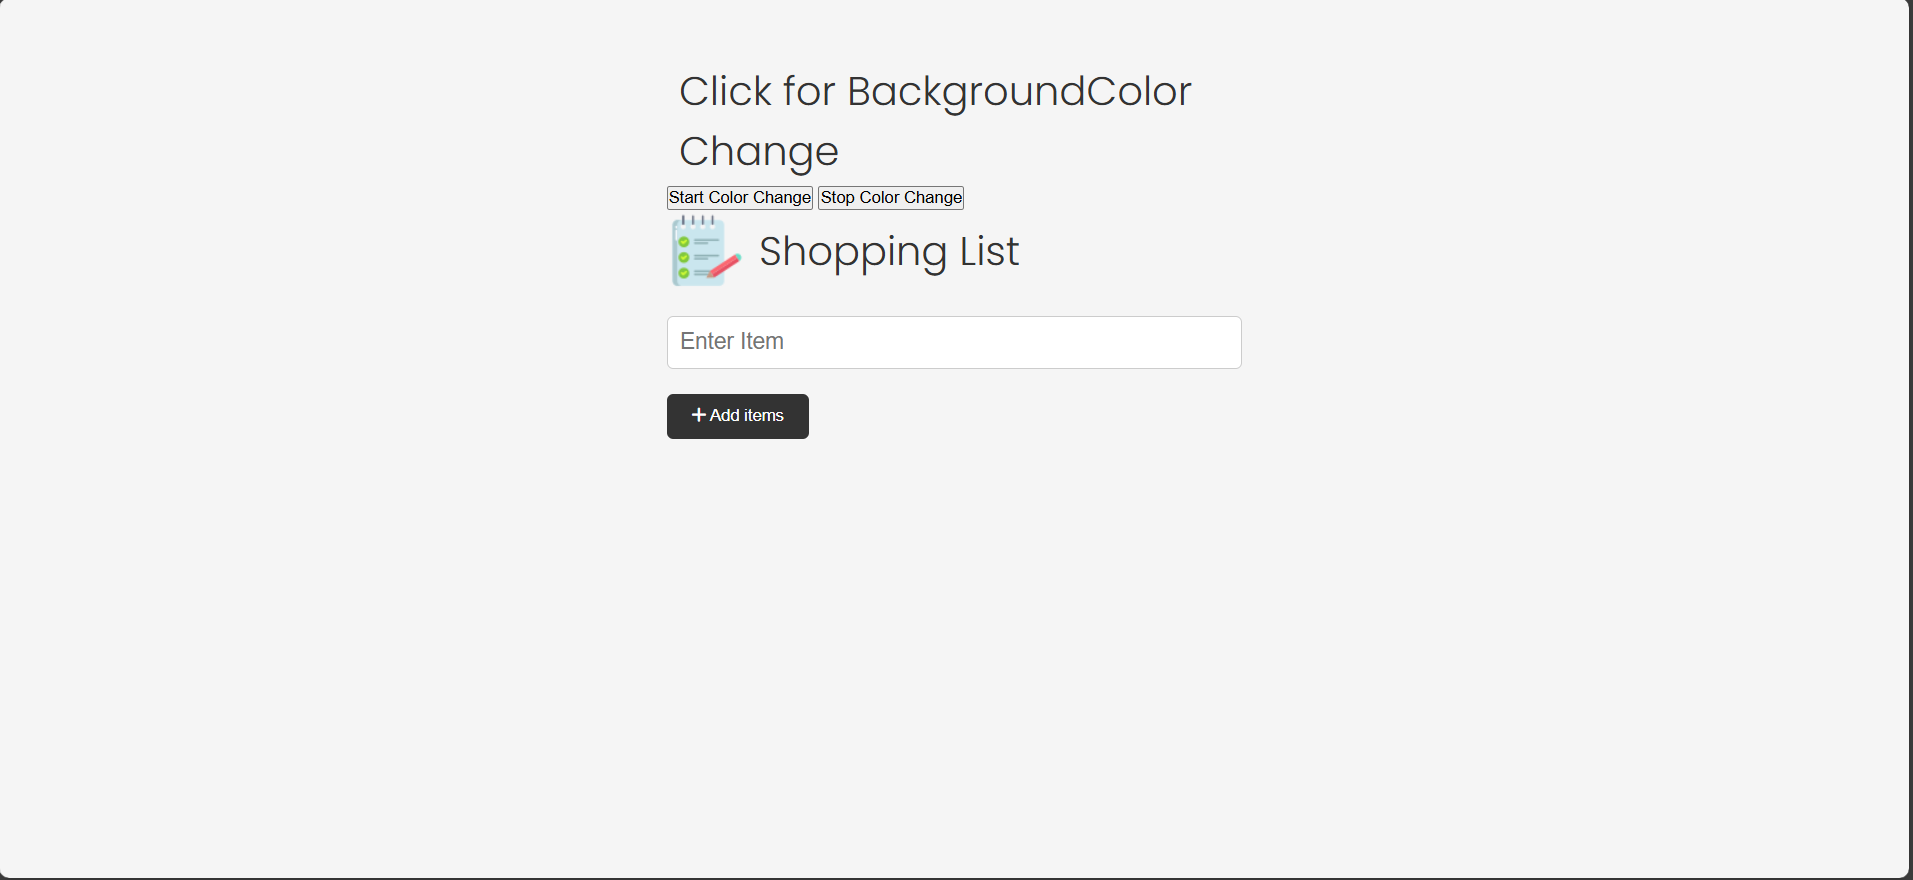 Click for BackgroundColor
Change
Start Color Change Stop Color Change
Shopping List
Enter Item
+ Add items